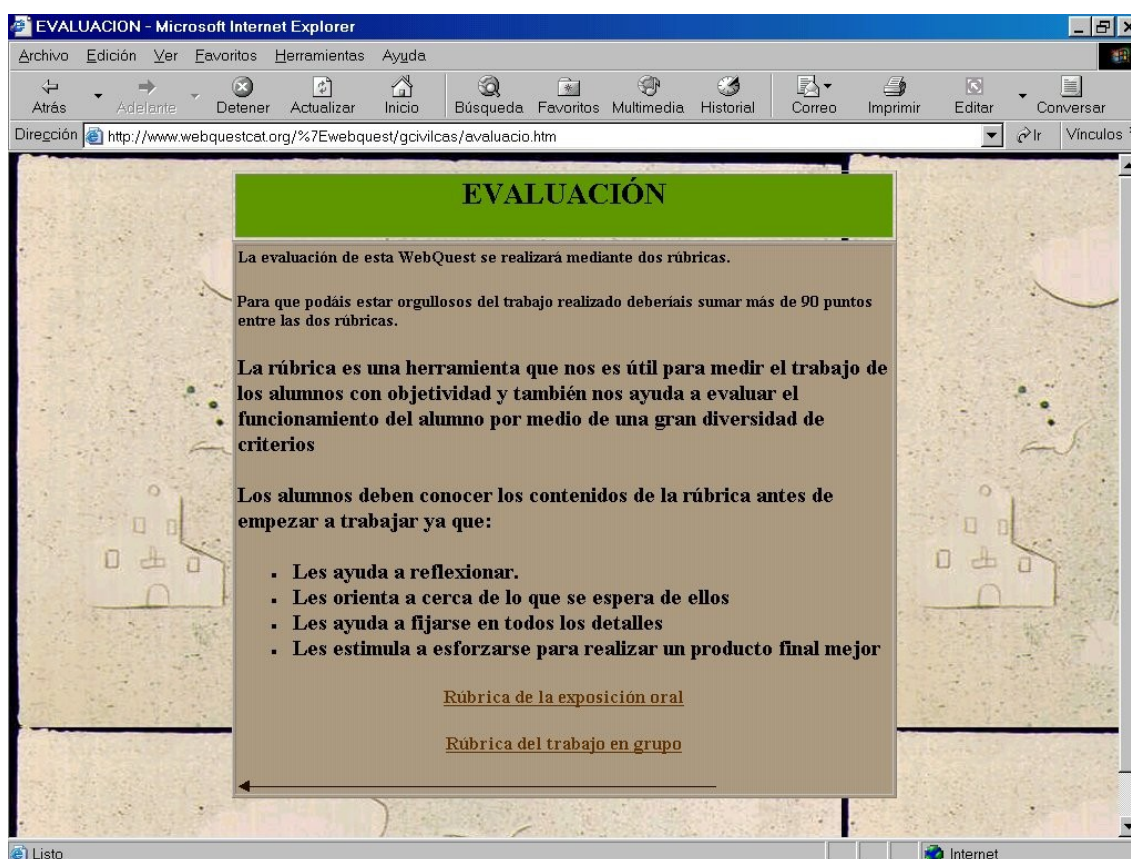 EVALUACION - Microsoft Internet Explorer
Archivo Edición Ver Favoritos Herramientas Ayuda
Atrás Adelante Detener Actualizar Inicio Búsqueda Favoritos Multimedia Historial Correo Imprimir Editar Conversar
Dirección http://www.webquestcat.org/%7Ewebquest/gcivilcas/avaluacio.htm Ir Vínculos
EVALUACIÓN
La evaluación de esta WebQuest se realizará mediante dos rúbricas.
Para que podáis estar orgullosos del trabajo realizado deberíais sumar más de 90 puntos
entre las dos rúbricas.
La rúbrica es una herramienta que nos es útil para medir el trabajo de
los alumnos con objetividad y también nos ayuda a evaluar el
funcionamiento del alumno por medio de una gran diversidad de
criterios
Los alumnos deben conocer los contenidos de la rúbrica antes de
empezar a trabajar ya que:
Les ayuda a reflexionar.
Les orienta a cerca de lo que se espera de ellos
Les ayuda a fijarse en todos los detalles
Les estimula a esforzarse para realizar un producto final mejor
Rúbrica de la exposición oral
Rúbrica del trabajo en grupo
Listo Internet